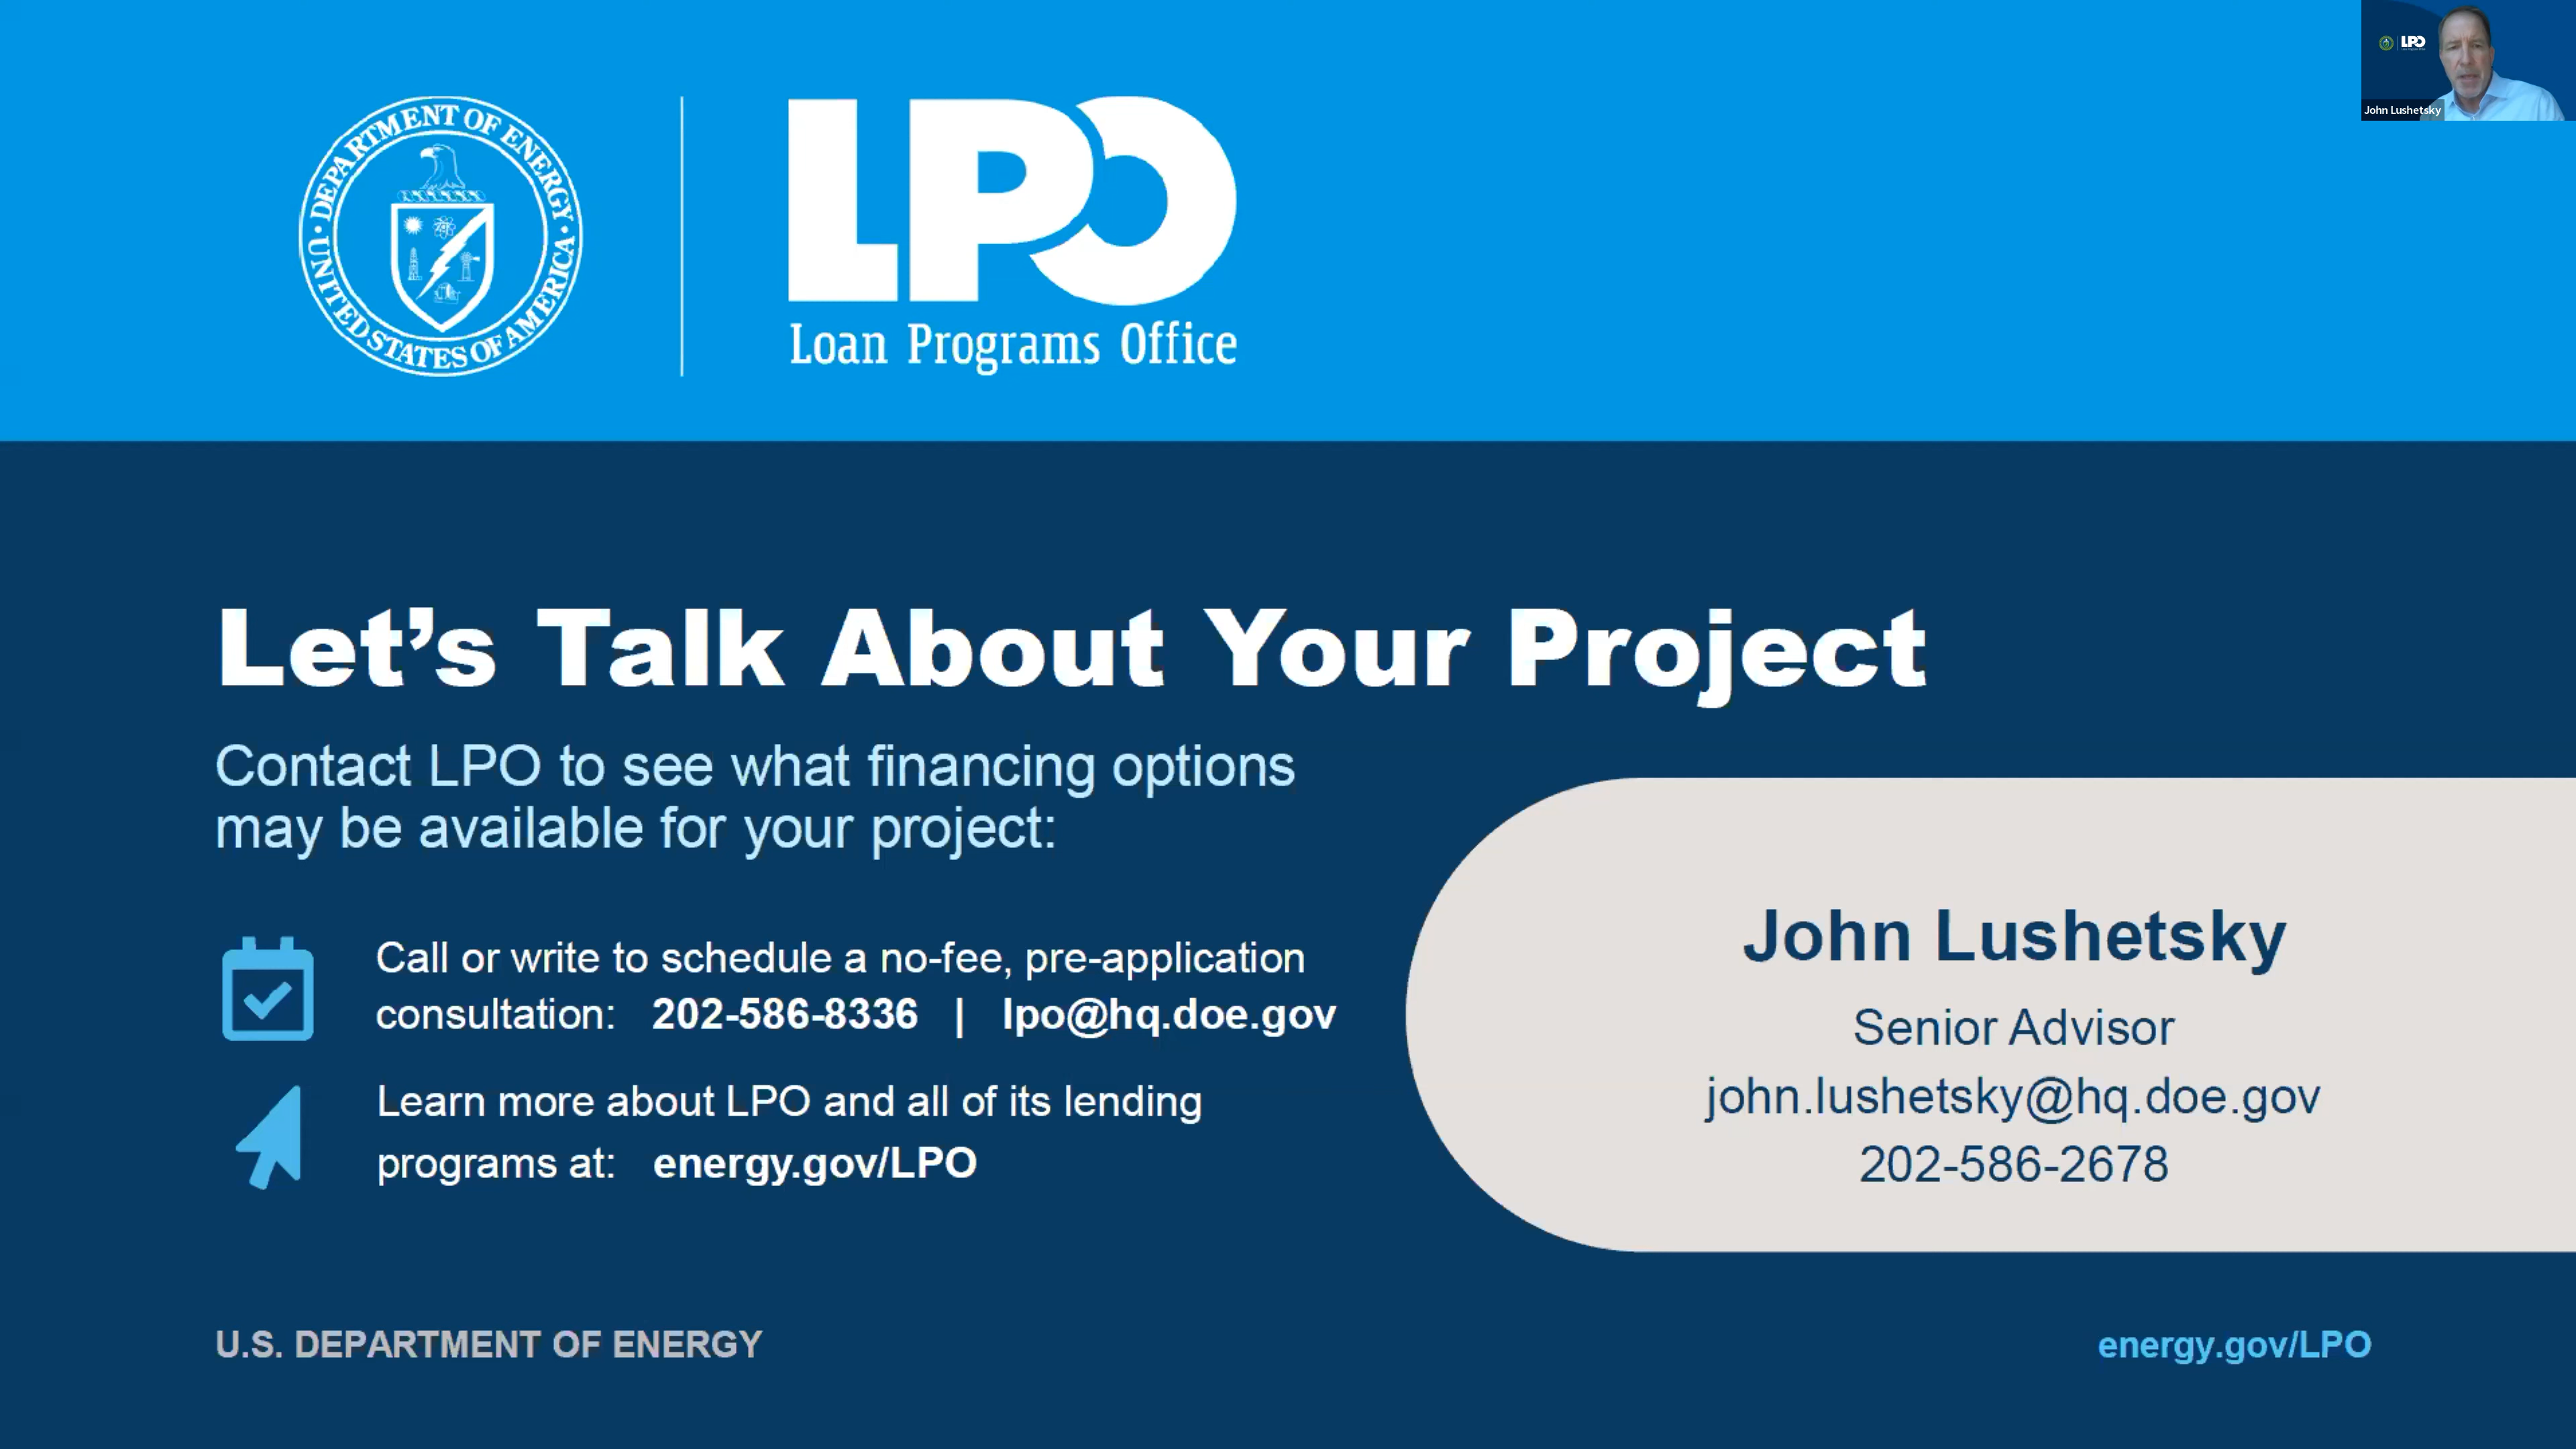 DEPARTMENT OF ENERGY
UNITED STATES OF AMERICA
LPO
Loan Programs Office
LPO
John Lushetsky
Let’s Talk About Your Project
Contact LPO to see what financing options
may be available for your project:
Call or write to schedule a no-fee, pre-application
consultation: 202-586-8336 | lpo@hq.doe.gov
Learn more about LPO and all of its lending
programs at: energy.gov/LPO
John Lushetsky
Senior Advisor
john.lushetsky@hq.doe.gov
202-586-2678
U.S. DEPARTMENT OF ENERGY
energy.gov/LPO